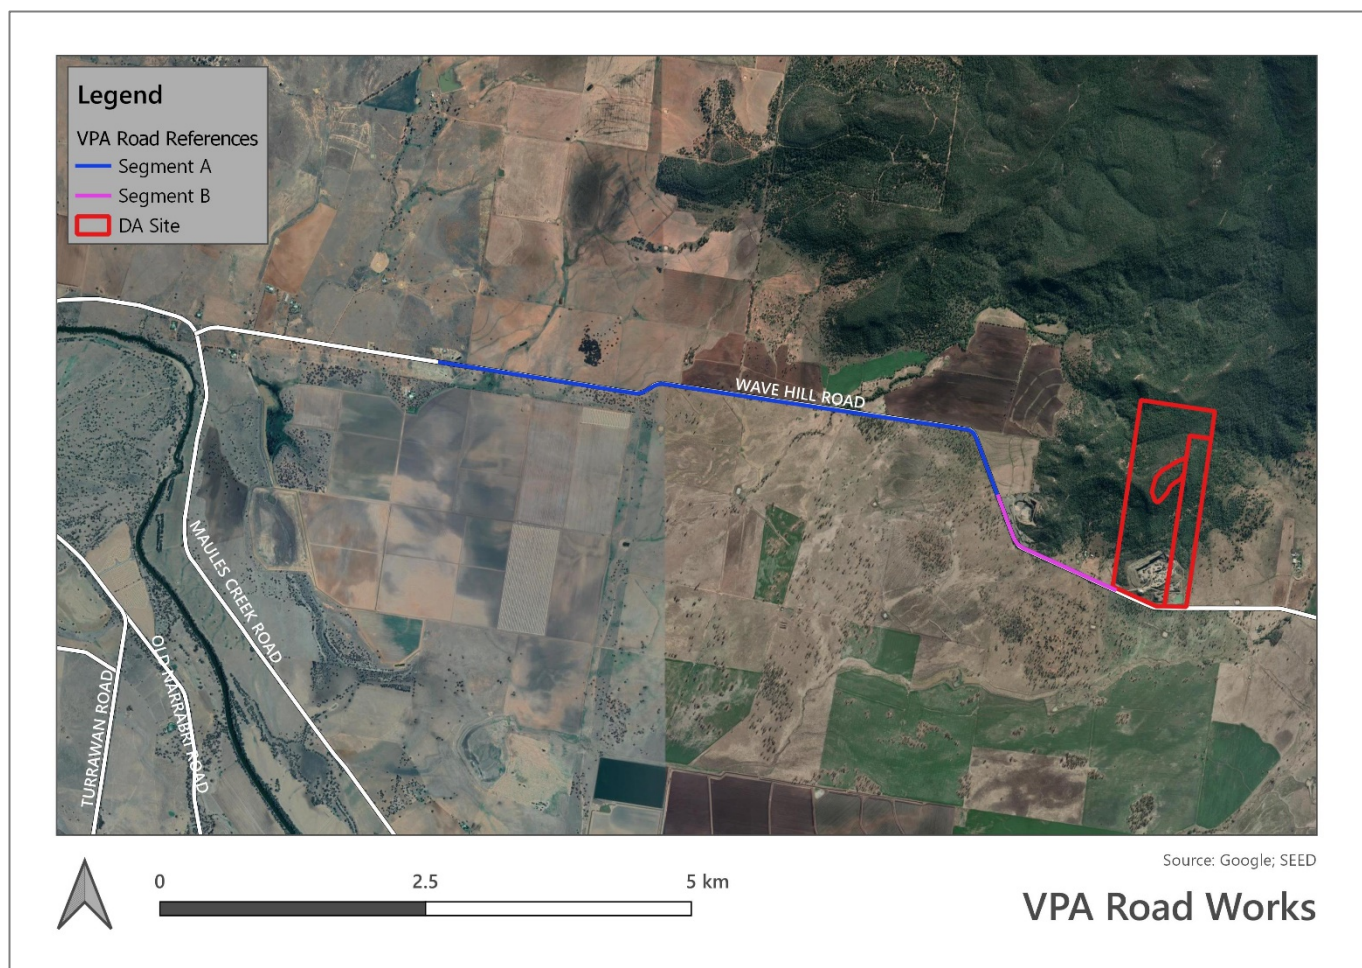 Legend
VPA Road References
Segment A
Segment B
DA Site
WAVE HILL ROAD
MAULES CREEK ROAD
OLD NARRABRI ROAD
TURRAWAN ROAD
0 2.5 5 km
Source: Google; SEED
VPA Road Works